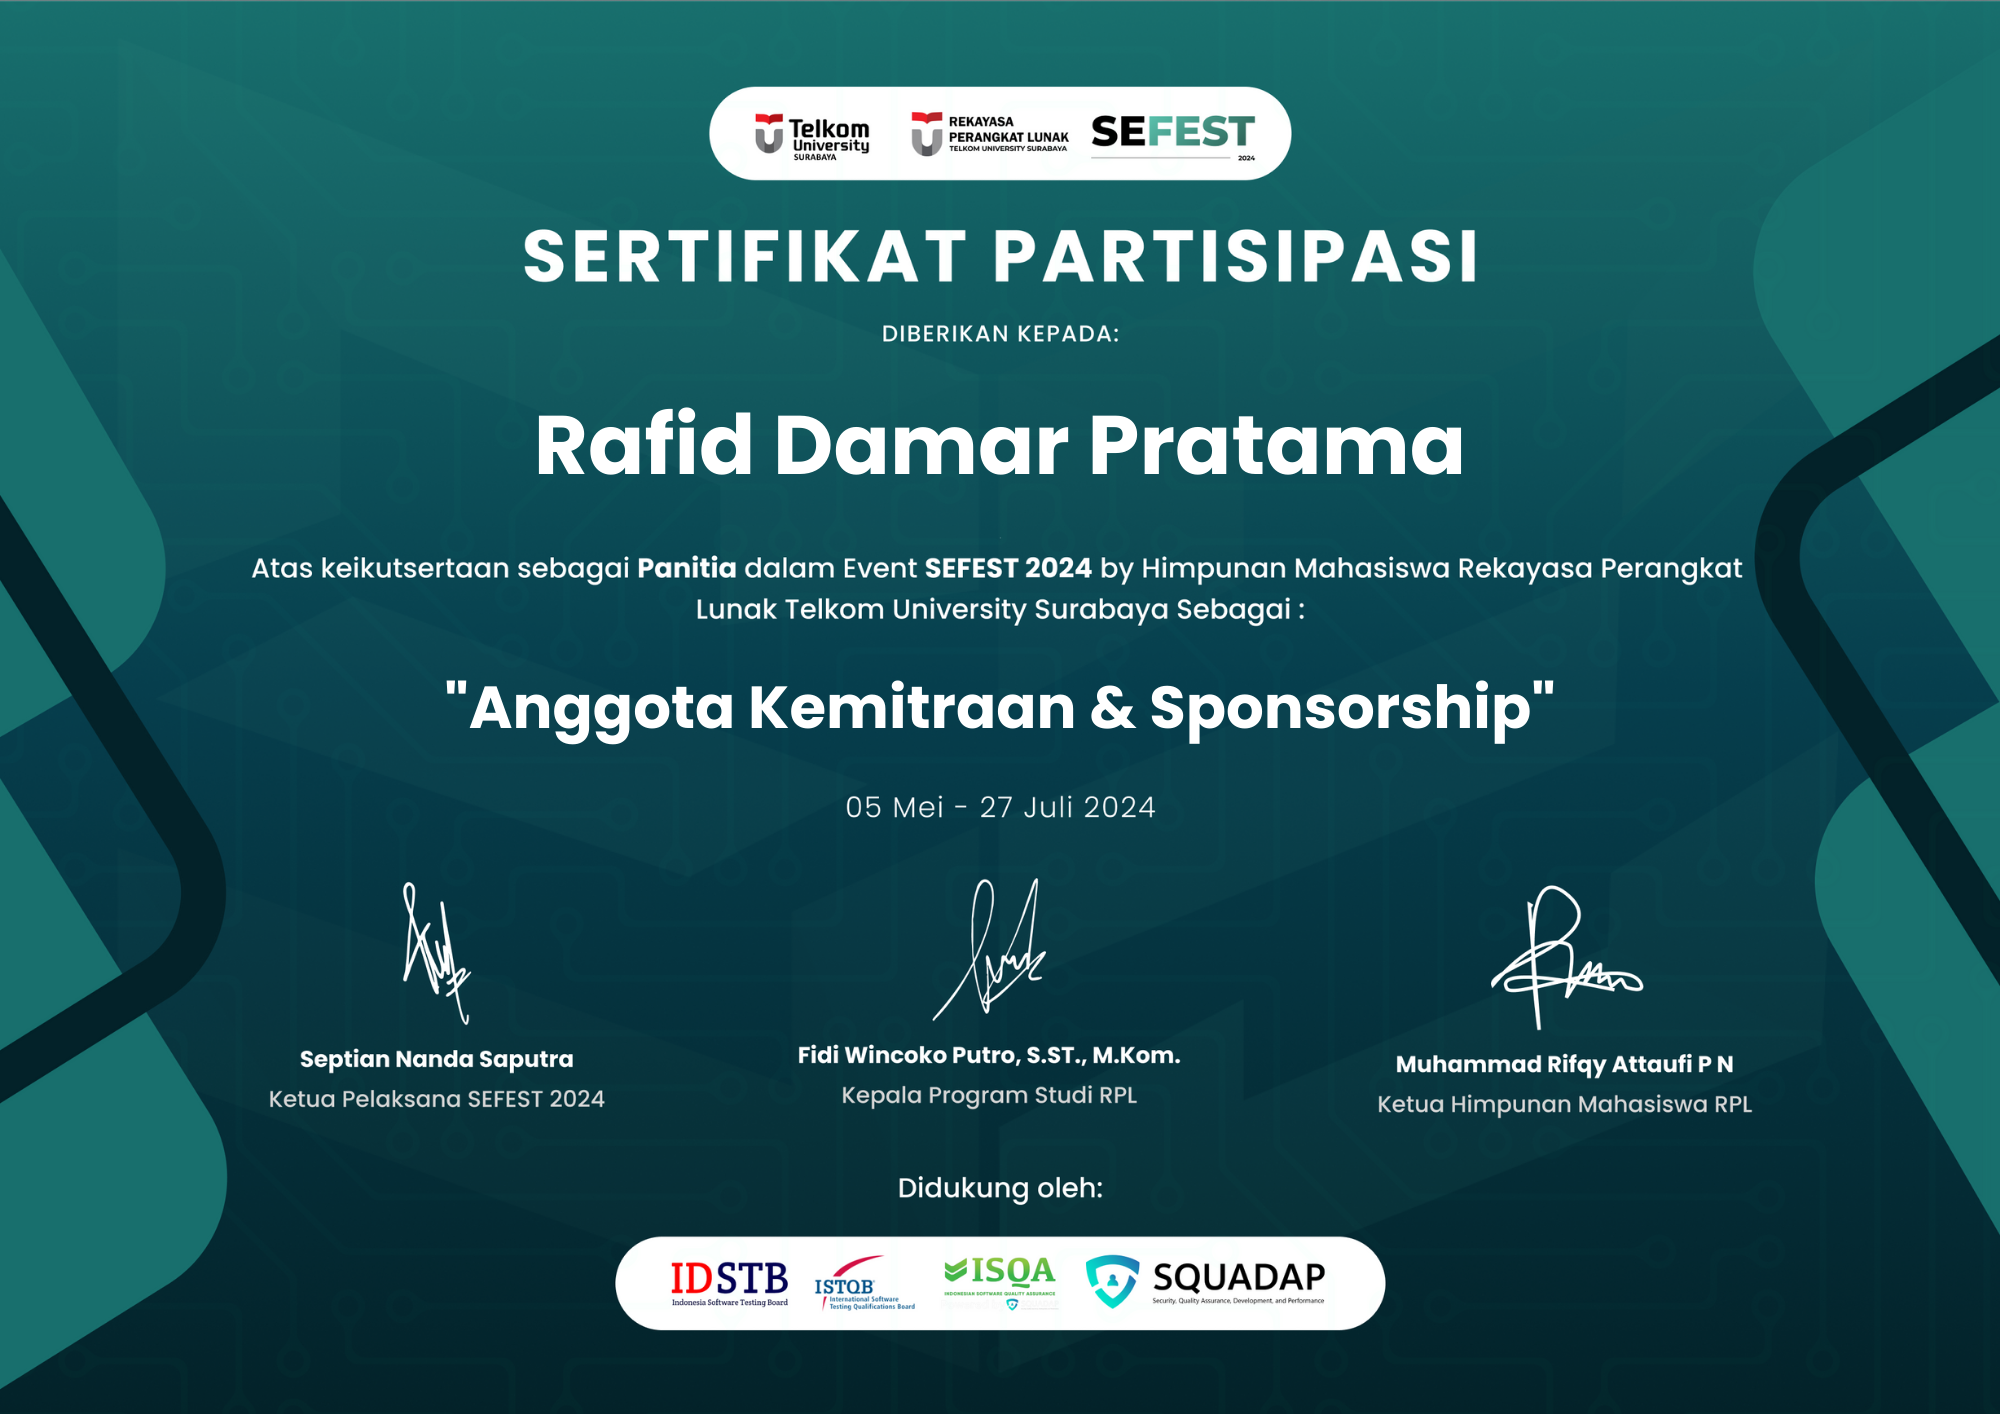 Telkom
University
SURABAYA
REKAYASA
PERANGKAT LUNAK
TELKOM UNIVERSITY SURABAYA
SEFEST
2024
SERTIFIKAT PARTISIPASI
DIBERIKAN KEPADA:
Rafid Damar Pratama
Atas keikutsertaan sebagai Panitia dalam Event SEFEST 2024 by Himpunan Mahasiswa Rekayasa Perangkat
Lunak Telkom University Surabaya Sebagai :
"Anggota Kemitraan & Sponsorship"
05 Mei - 27 Juli 2024
Septian Nanda Saputra
Ketua Pelaksana SEFEST 2024
Fidi Wincoko Putro, S.ST., M.Kom.
Kepala Program Studi RPL
Muhammad Rifqy Attaufi P N
Ketua Himpunan Mahasiswa RPL
Didukung oleh:
IDSTB
Indonesia Software Testing Board
ISTQB
International Software
Testing Qualifications Board
ISQA
INDONESIAN SOFTWARE QUALITY ASSURANCE
SQUADAP
Security, Quality Assurance, Development, and Performance